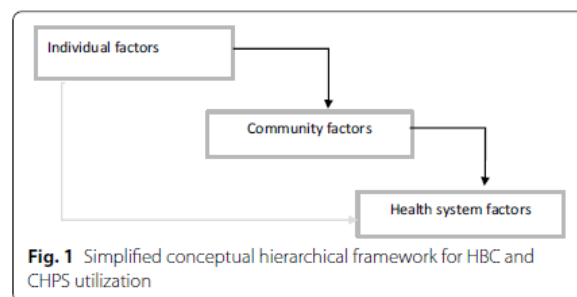 Individual factors
Community factors
Health system factors
Fig. 1 Simplified conceptual hierarchical framework for HBC and
CHPS utilization